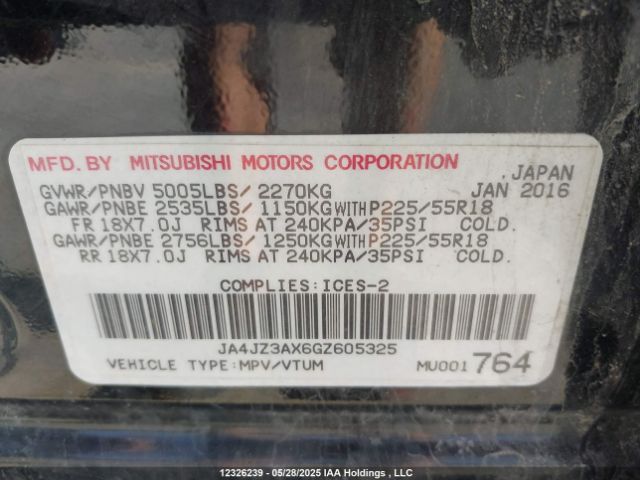 MFD. BY MITSUBISHI MOTORS CORPORATION
, JAPAN
GVWR/PNBV 5005LBS/2270KG JAN 2016
GAWR/PNBE 2535LBS/1150KG WITH P225/55R18
FR 18X7.0J RIMS AT 240KPA/35PSI COLD.
GAWR/PNBE 2756LBS/1250KG WITH P225/55R18
RR 18X7.0J RIMS AT 240KPA/35PSI COLD.
COMPLIES:ICES-2
JA4JZ3AX6GZ605325
VEHICLE TYPE:MPV/VTUM MU001 764
12326239 - 05/28/2025 IAA Holdings , LLC